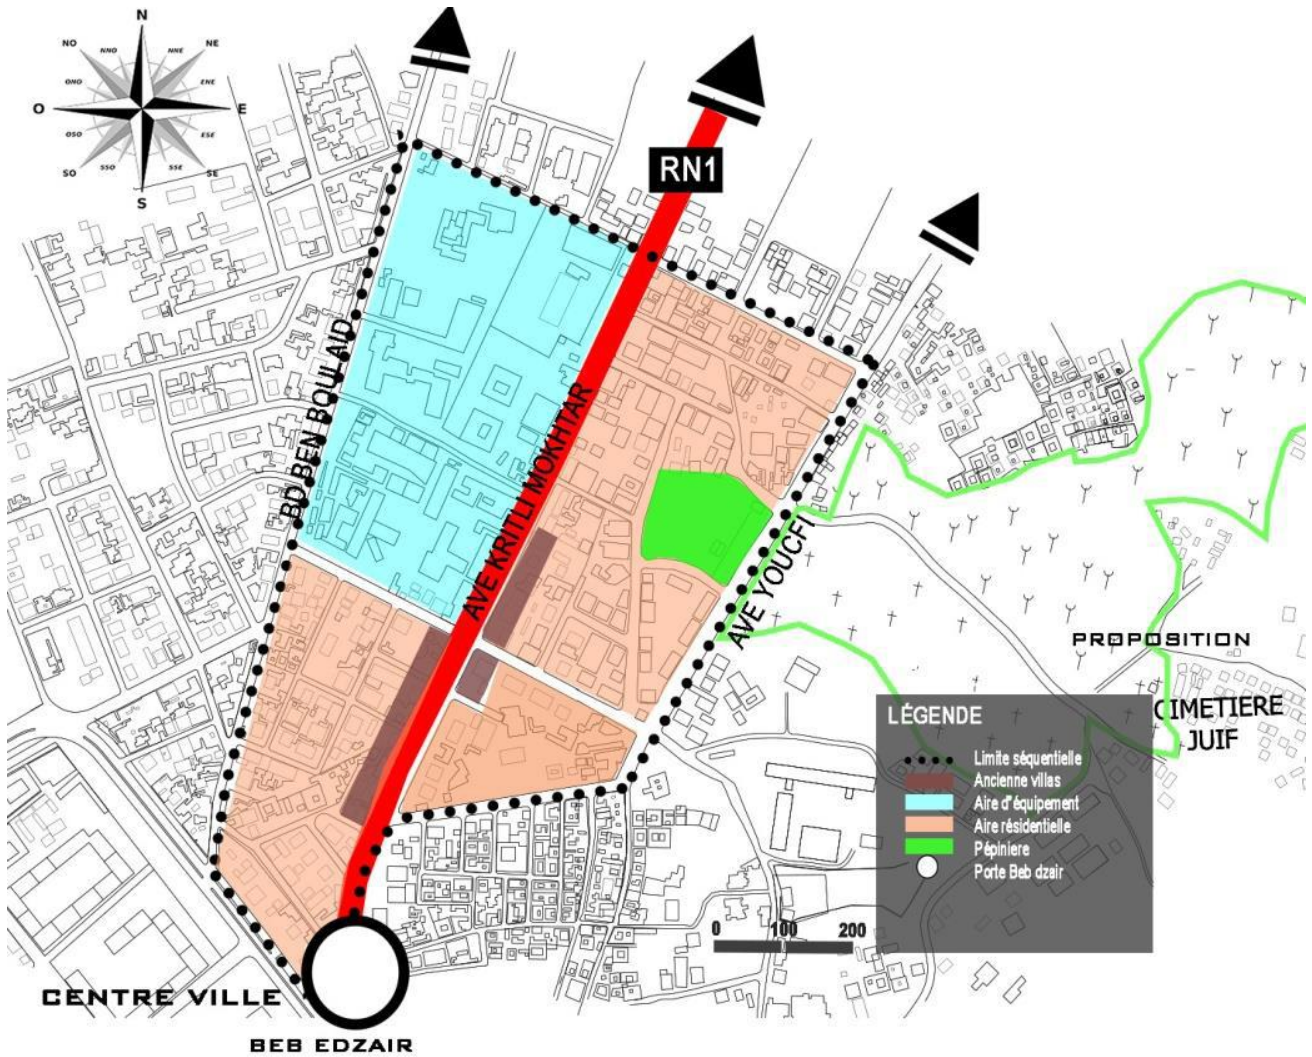 N
NNO
NNE
NO
NE
ONO
ENE
O
E
OSO
ESE
SO
SE
SSO
SSE
S
RN1
BD BEN BOULAID
AVE KRITLI MOKHTAR
AVE YOUCFI
PROPOSITION
CIMETIERE
JUIF
LÉGENDE
Limite séquentielle
Ancienne villas
Aire d"équipement
Aire résidentielle
Pépiniere
Porte Beb dzair
0 100 200
CENTRE VILLE
BEB EDZAIR